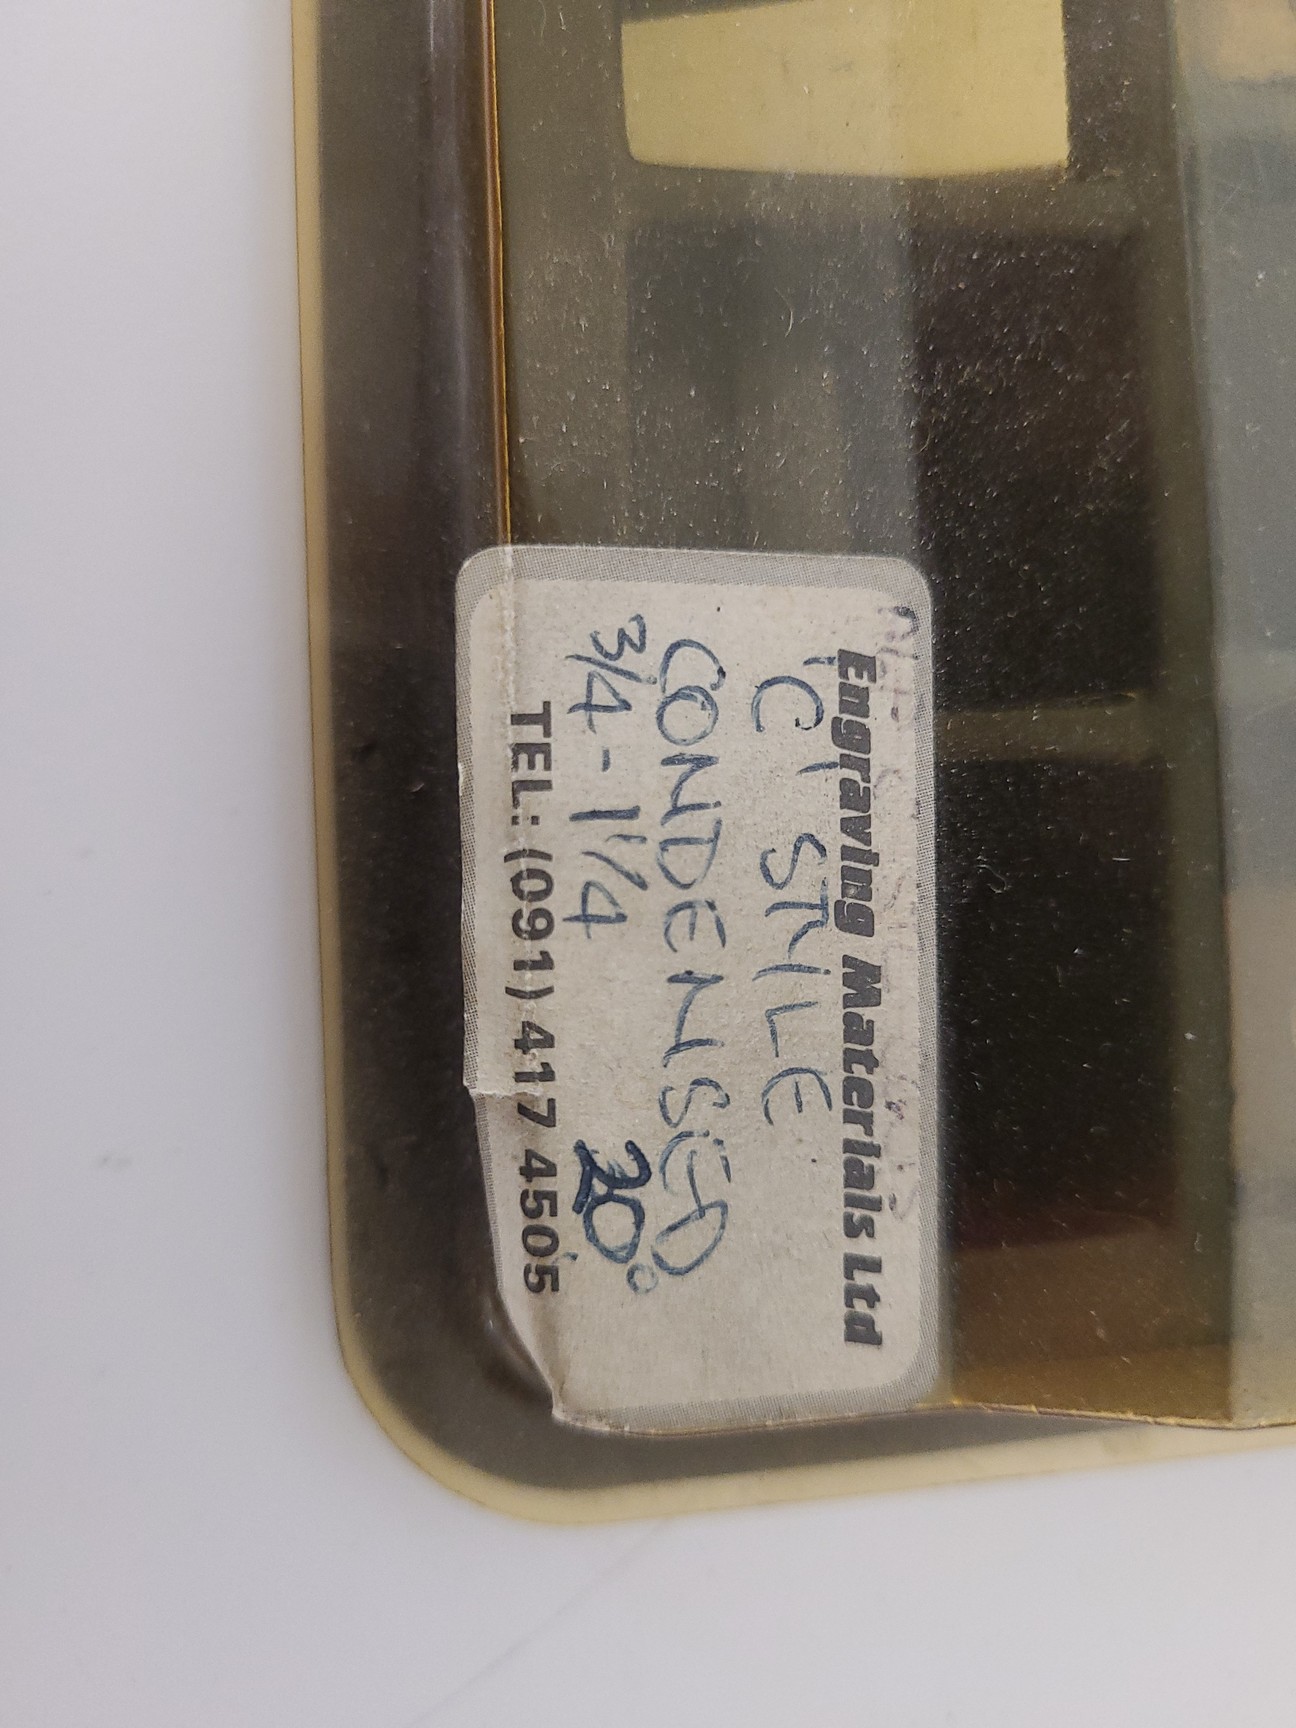 Engraving Materials Ltd
'C' STYLE
CONDENSED
3/4 - 1 1/4 20°
TEL: (091) 417 4505